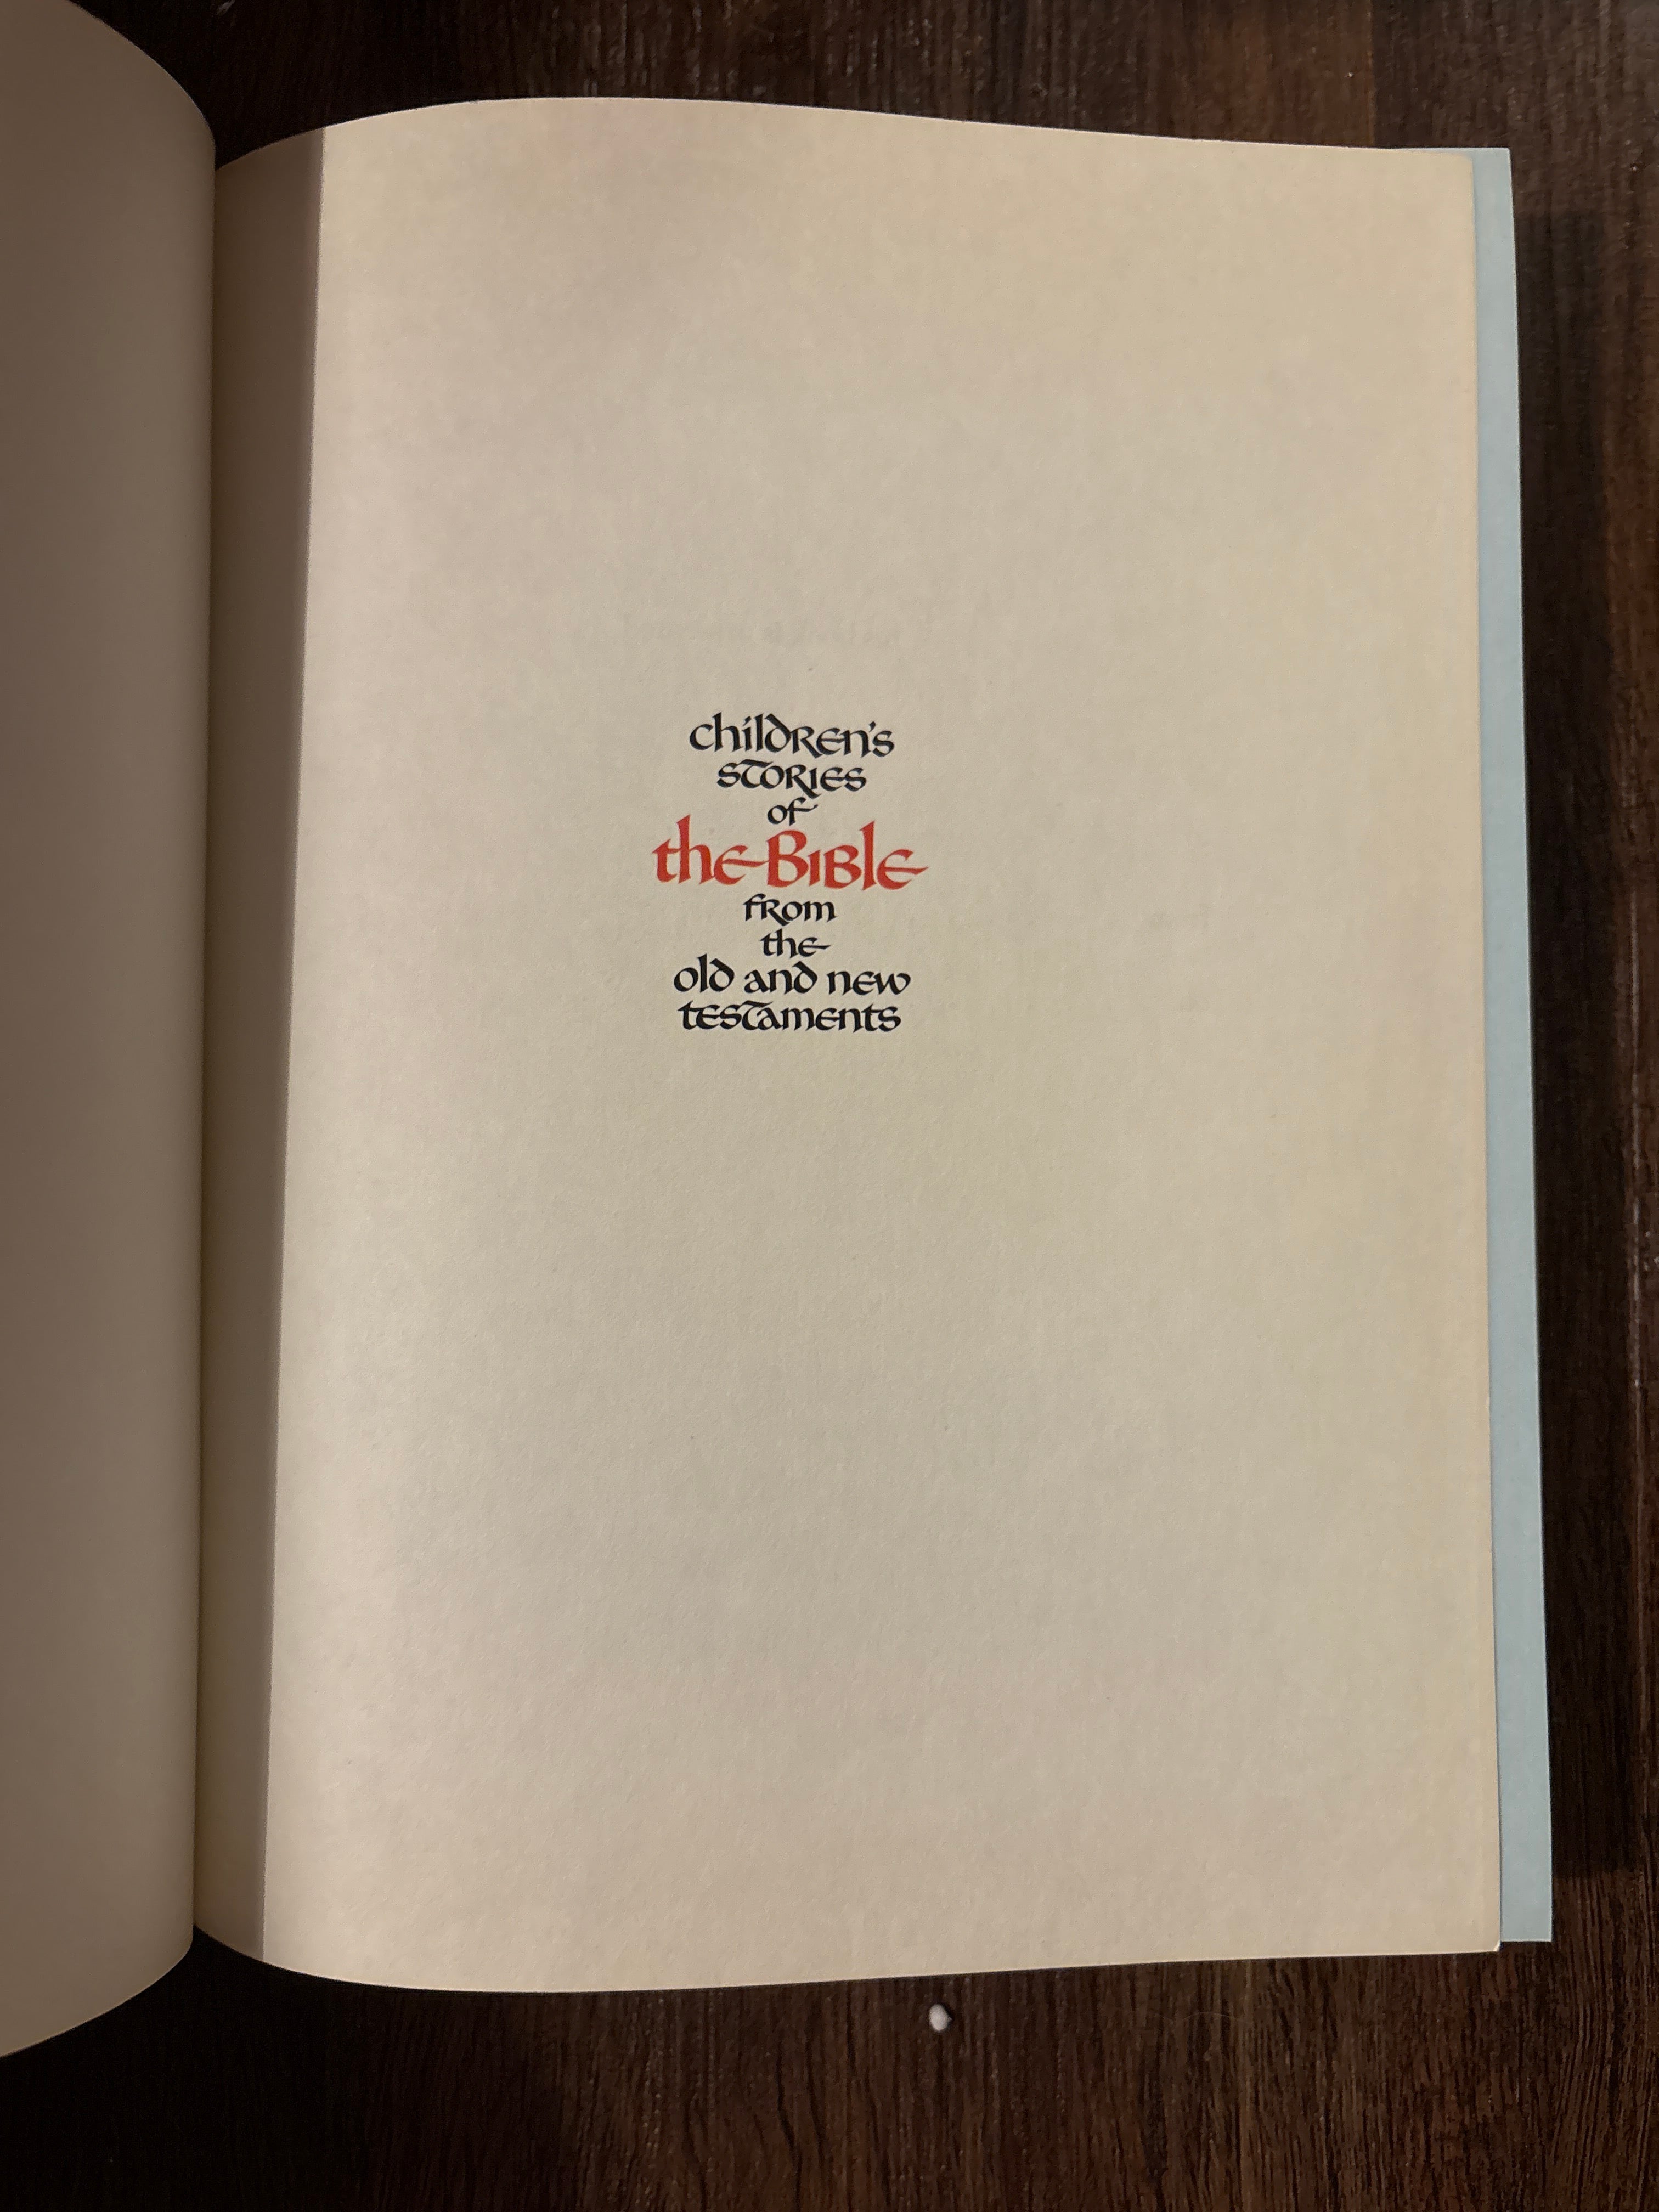 children's
stories
of
the Bible
from
the
old and new
testaments